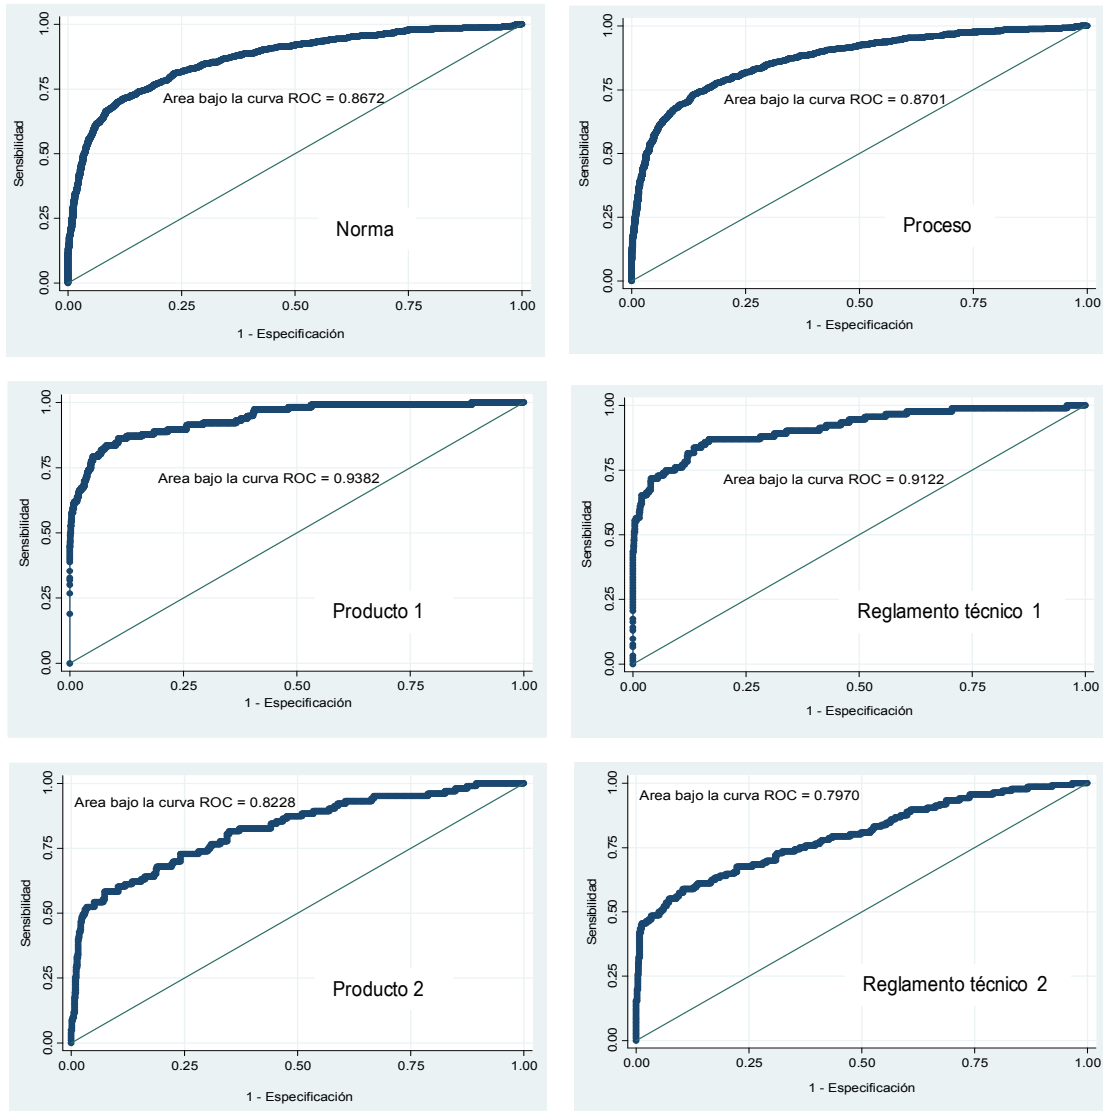 1.00
0.75
0.50
0.25
0.00
Sensibilidad
Area bajo la curva ROC = 0.8672
Norma
0.00 0.25 0.50 0.75 1.00
1 - Especificación
1.00
0.75
0.50
0.25
0.00
Sensibilidad
Area bajo la curva ROC = 0.8701
Proceso
0.00 0.25 0.50 0.75 1.00
1 - Especificación
1.00
0.75
0.50
0.25
0.00
Sensibilidad
Area bajo la curva ROC = 0.9382
Producto 1
0.00 0.25 0.50 0.75 1.00
1 - Especificación
1.00
0.75
0.50
0.25
0.00
Sensibilidad
Area bajo la curva ROC = 0.9122
Reglamento técnico 1
0.00 0.25 0.50 0.75 1.00
1 - Especificación
1.00
0.75
0.50
0.25
0.00
Sensibilidad
Area bajo la curva ROC = 0.8228
Producto 2
0.00 0.25 0.50 0.75 1.00
1 - Especificación
1.00
0.75
0.50
0.25
0.00
Sensibilidad
Area bajo la curva ROC = 0.7970
Reglamento técnico 2
0.00 0.25 0.50 0.75 1.00
1 - Especificación